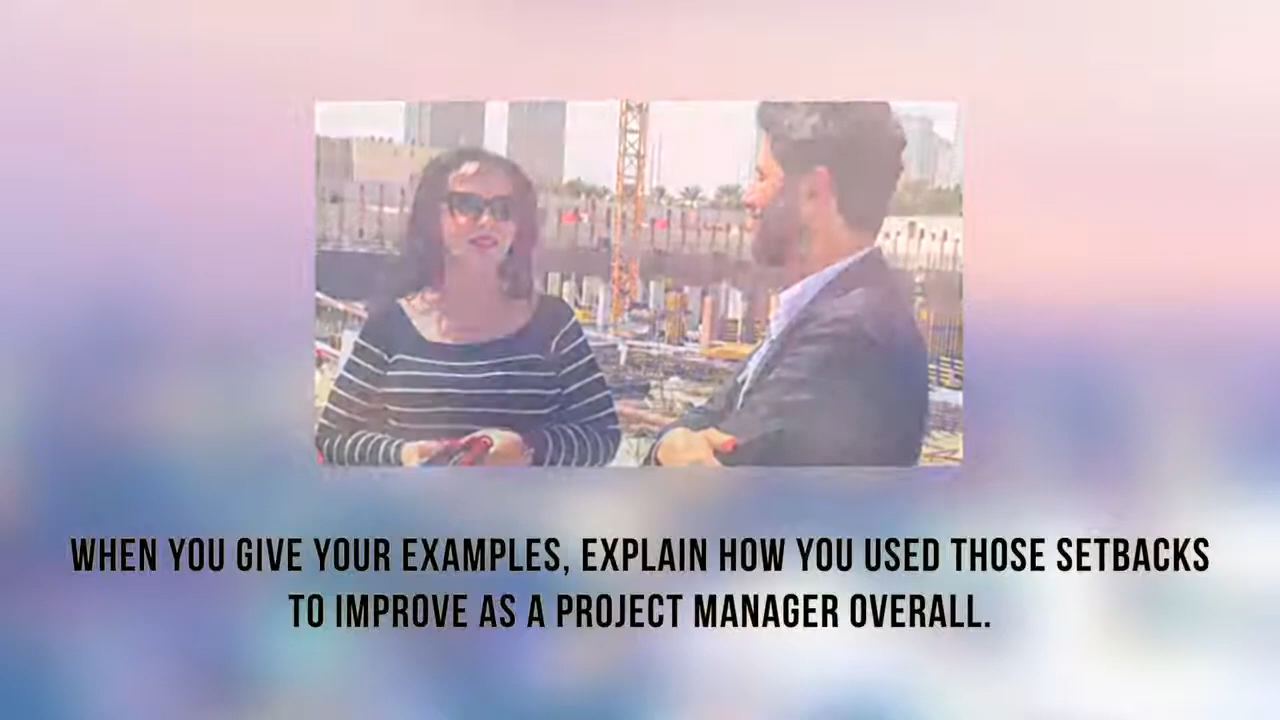 WHEN YOU GIVE YOUR EXAMPLES, EXPLAIN HOW YOU USED THOSE SETBACKS
TO IMPROVE AS A PROJECT MANAGER OVERALL.